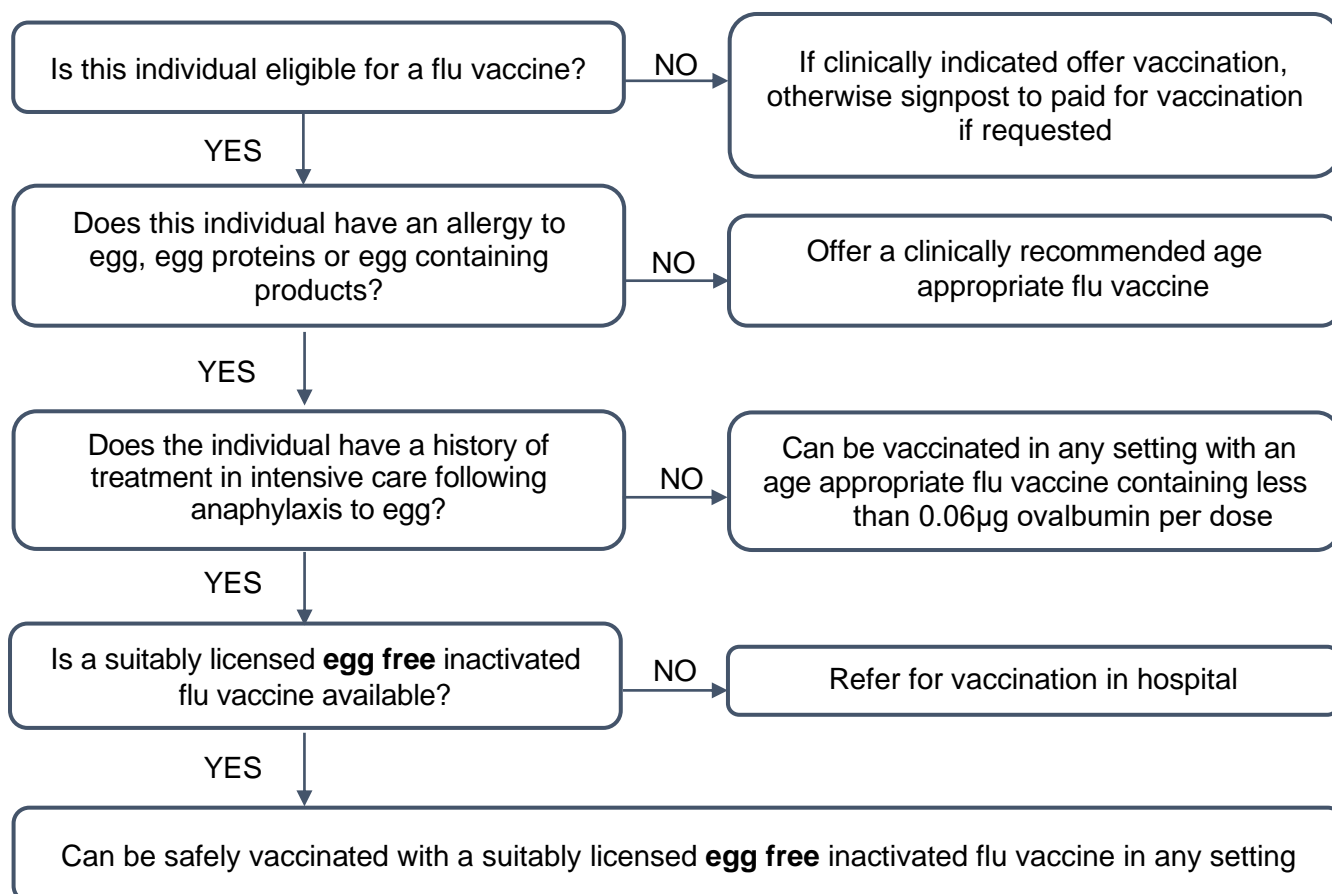 Is this individual eligible for a flu vaccine?
NO
If clinically indicated offer vaccination,
otherwise signpost to paid for vaccination
if requested
YES
Does this individual have an allergy to
egg, egg proteins or egg containing
products?
NO
Offer a clinically recommended age
appropriate flu vaccine
YES
Does the individual have a history of
treatment in intensive care following
anaphylaxis to egg?
NO
Can be vaccinated in any setting with an
age appropriate flu vaccine containing less
than 0.06μg ovalbumin per dose
YES
Is a suitably licensed egg free inactivated
flu vaccine available?
NO
Refer for vaccination in hospital
YES
Can be safely vaccinated with a suitably licensed egg free inactivated flu vaccine in any setting